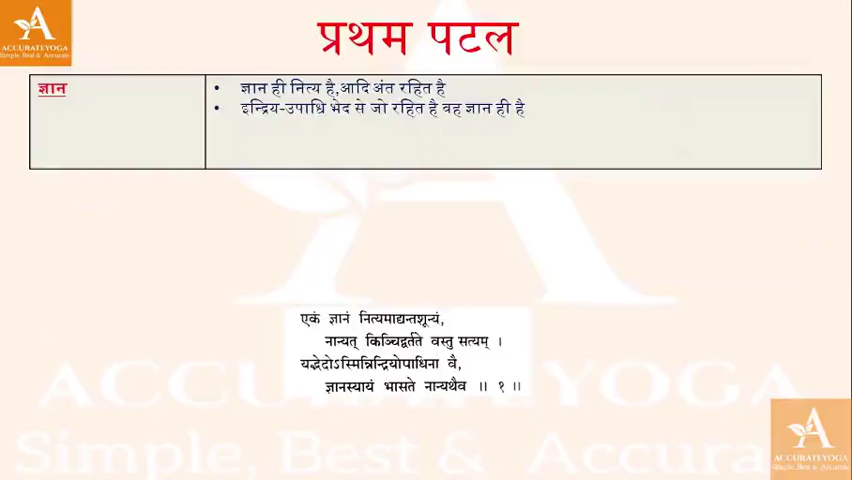 ACCURATEYOGA
Simple, Best & Accurate
प्रथम पटल
ज्ञान
• ज्ञान ही नित्य है,आदि अंत रहित है
• इन्द्रिय-उपाधि भेद से जो रहित है वह ज्ञान ही है
एकं ज्ञानं नित्यमाद्यन्तशून्यं,
नान्यत् किञ्चिद्वर्तते वस्तु सत्यम् ।
यद्भेदोऽस्मिन्निन्द्रियोपाधिना वै,
ज्ञानस्यायं भासते नान्यथैव ॥ १ ॥
ACCURATEYOGA
Simple, Best & Accura
ACCURATEYOGA
Simple, Best & Accurate